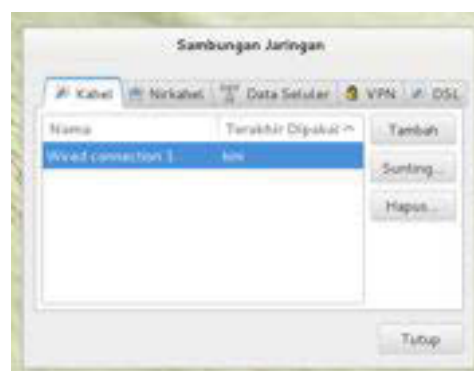 Sambungan Jaringan
Kabel Nirkabel Data Seluler VPN DSL
Nama Terakhir Dipakai Tambah
Wired connection 1 kini
Sunting...
Hapus...
Tutup